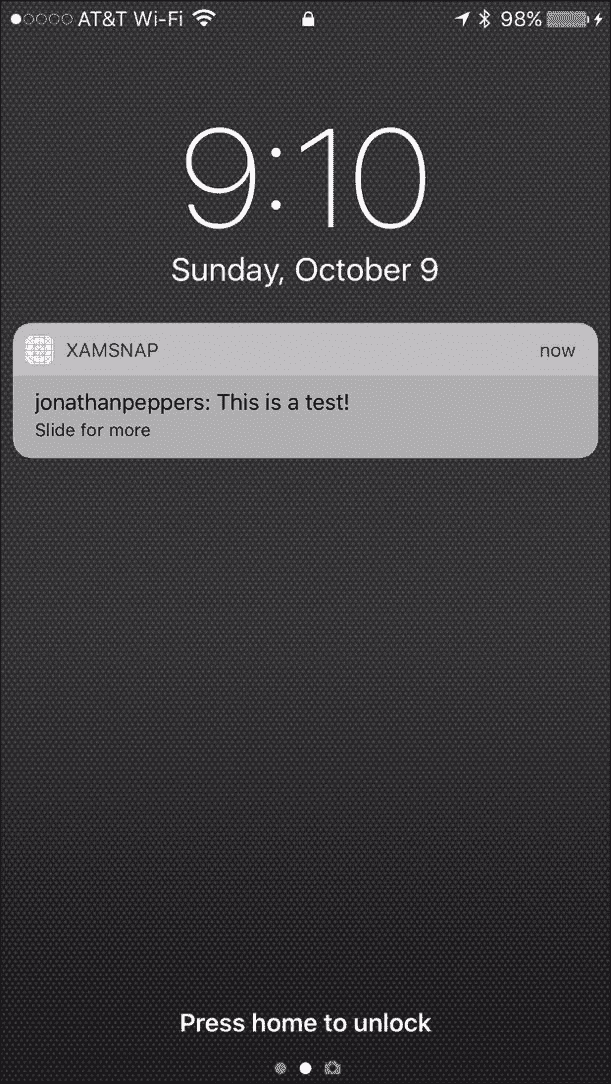 AT&T Wi-Fi 98%
9:10
Sunday, October 9
XAMSNAP now
jonathanpeppers: This is a test!
Slide for more
Press home to unlock